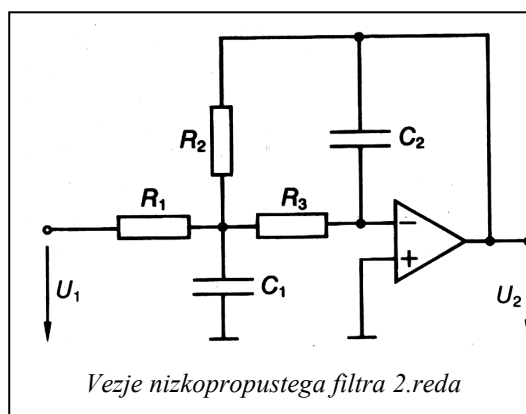 R2
C2
R1
R3
C1
U1
U2
Vezje nizkopropustega filtra 2.reda